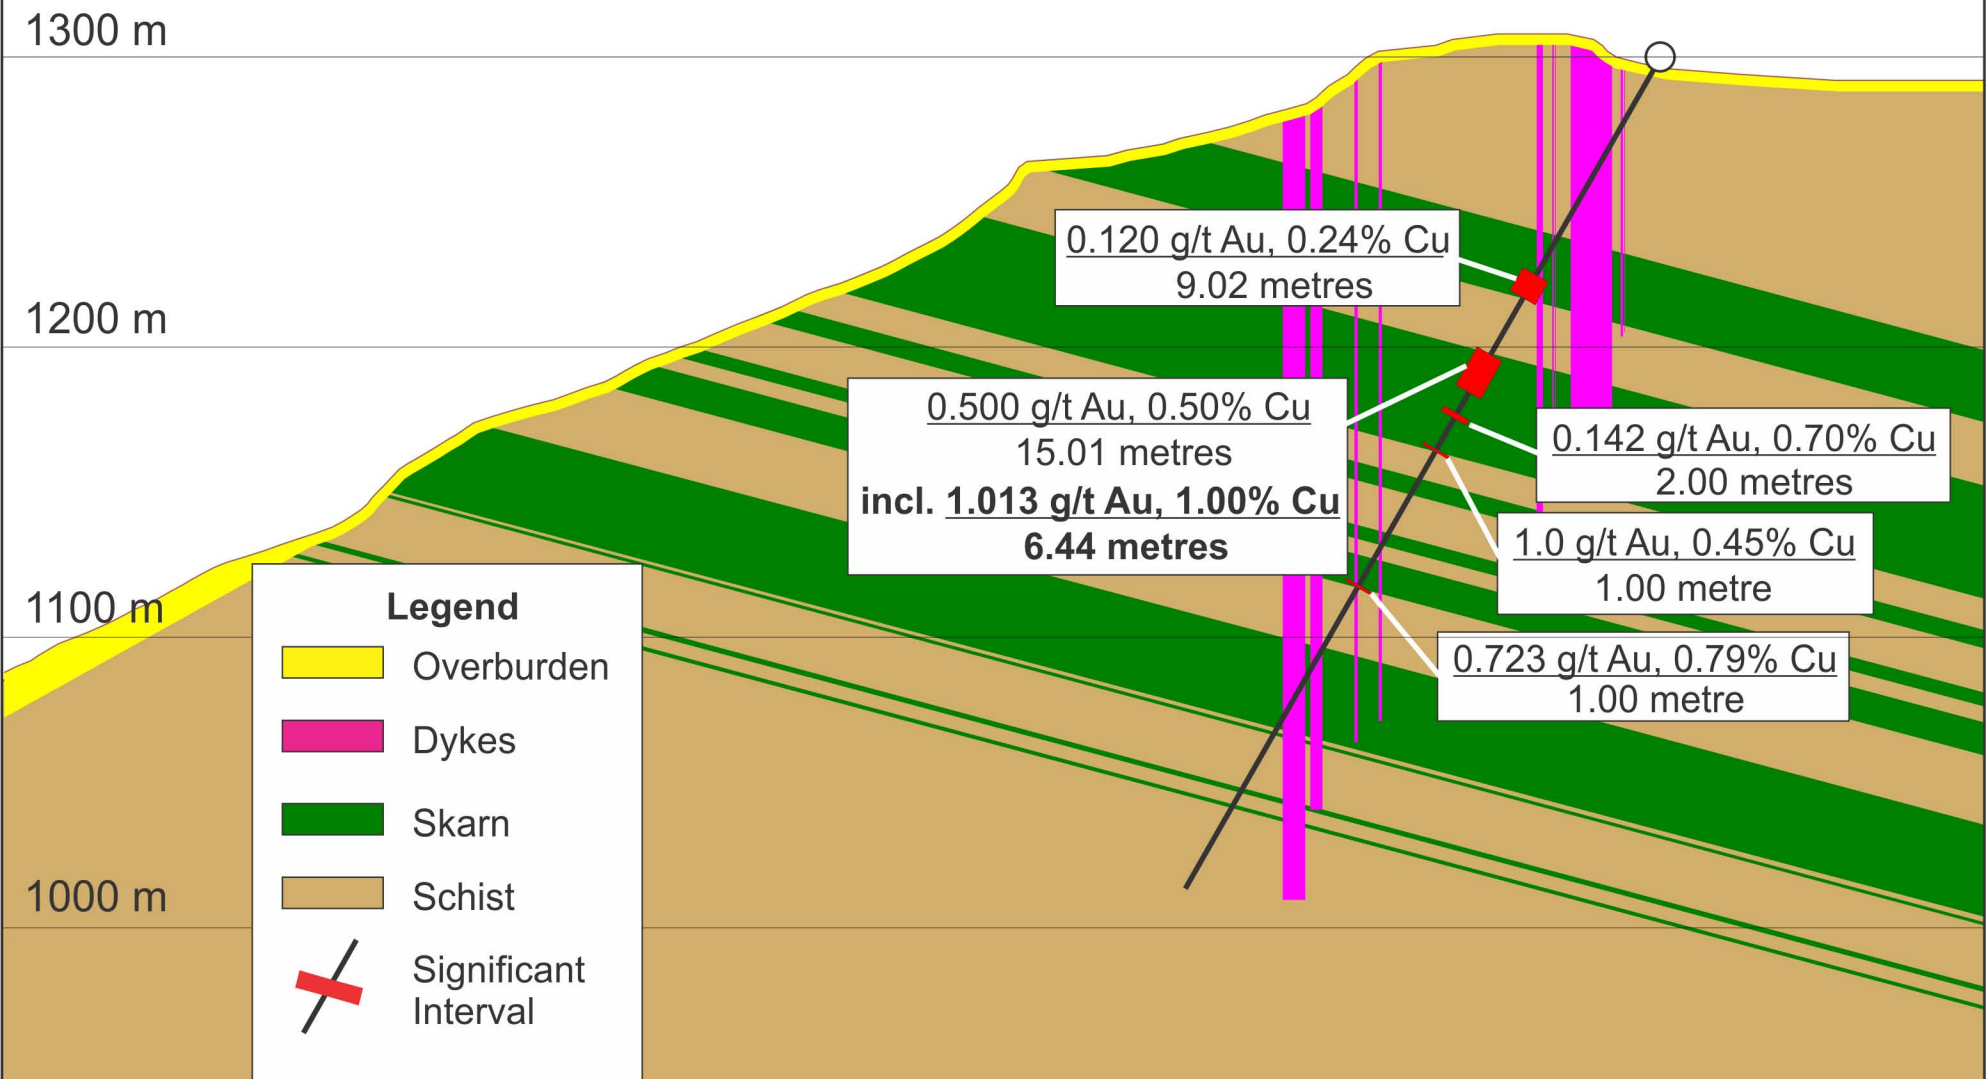 1300 m
1200 m
1100 m
1000 m
0.120 g/t Au, 0.24% Cu
9.02 metres
0.500 g/t Au, 0.50% Cu
15.01 metres
incl. 1.013 g/t Au, 1.00% Cu
6.44 metres
0.142 g/t Au, 0.70% Cu
2.00 metres
1.0 g/t Au, 0.45% Cu
1.00 metre
0.723 g/t Au, 0.79% Cu
1.00 metre
Legend
Overburden
Dykes
Skarn
Schist
Significant
Interval